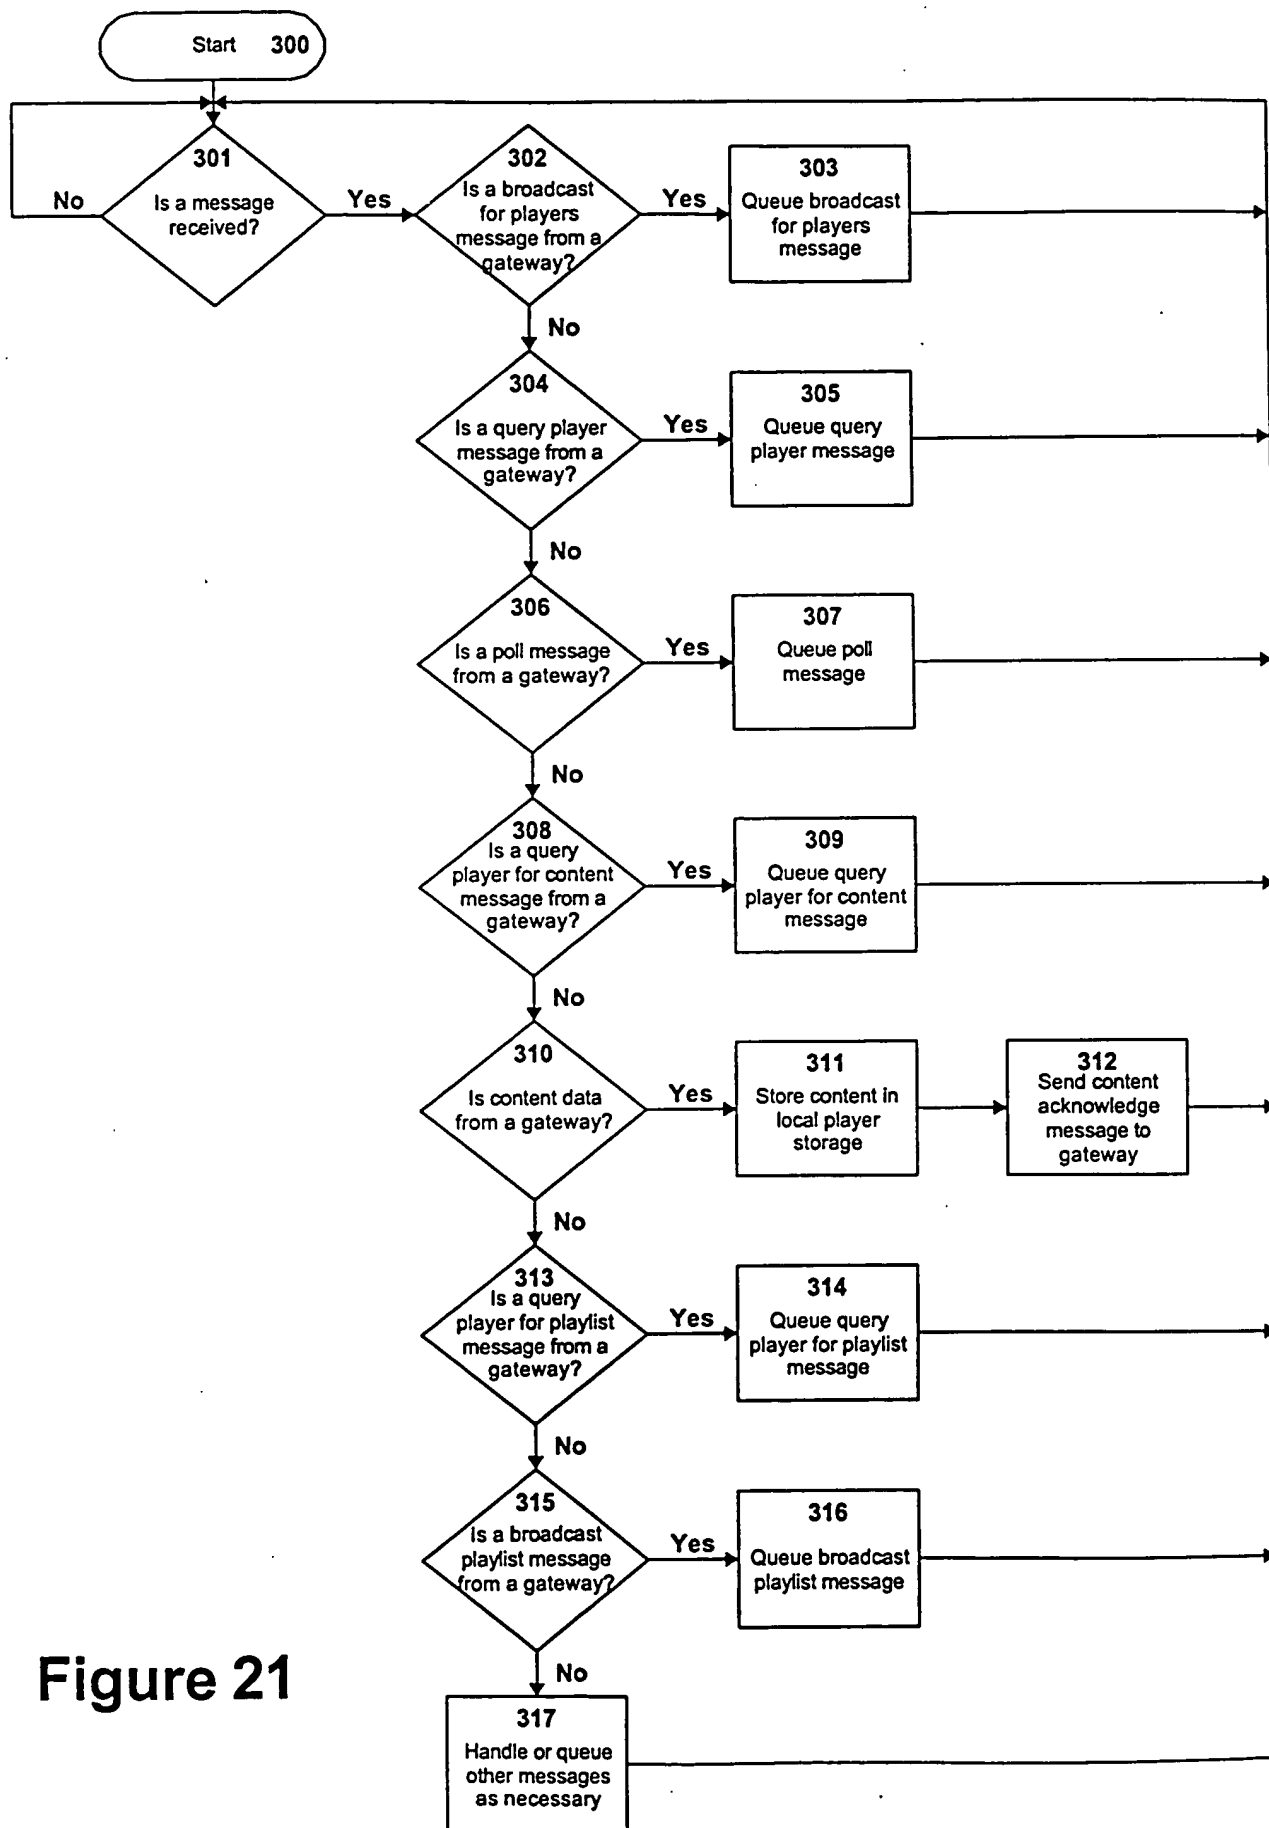 Start 300
301
Is a message
received?
No
Yes
302
Is a broadcast
for players
message from a
gateway?
Yes
303
Queue broadcast
for players
message
No
304
Is a query player
message from a
gateway?
Yes
305
Queue query
player message
No
306
Is a poll message
from a gateway?
Yes
307
Queue poll
message
No
308
Is a query
player for content
message from a
gateway?
Yes
309
Queue query
player for content
message
No
310
Is content data
from a gateway?
Yes
311
Store content in
local player
storage
312
Send content
acknowledge
message to
gateway
No
313
Is a query
player for playlist
message from a
gateway?
Yes
314
Queue query
player for playlist
message
No
315
Is a broadcast
playlist message
from a gateway?
Yes
316
Queue broadcast
playlist message
No
317
Handle or queue
other messages
as necessary
Figure 21